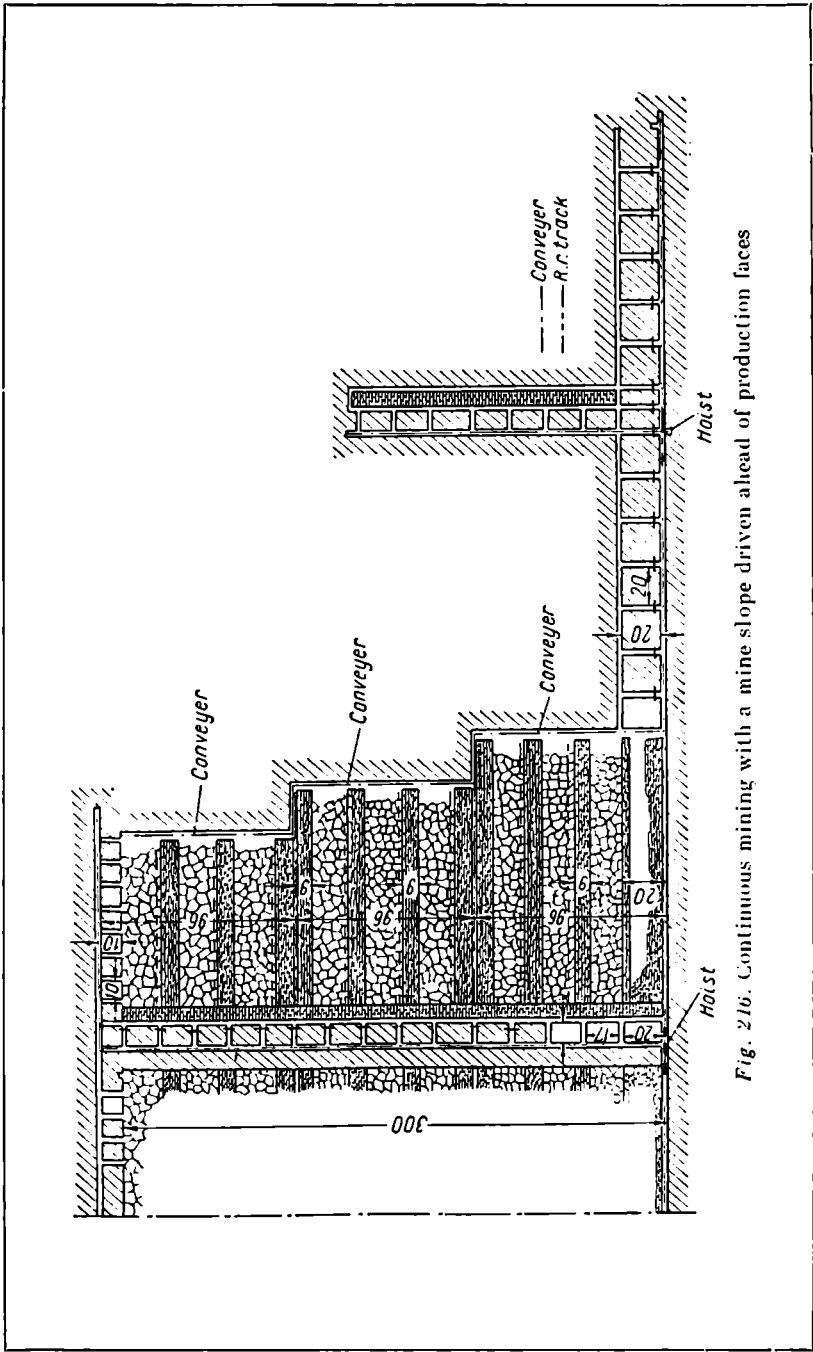 Conveyer
Conveyer
Conveyer
Conveyer
R.r. track
Hoist
Hoist
10
10
96
6
96
6
96
6
20
20
17
300
20
20
Fig. 216. Continuous mining with a mine slope driven ahead of production faces